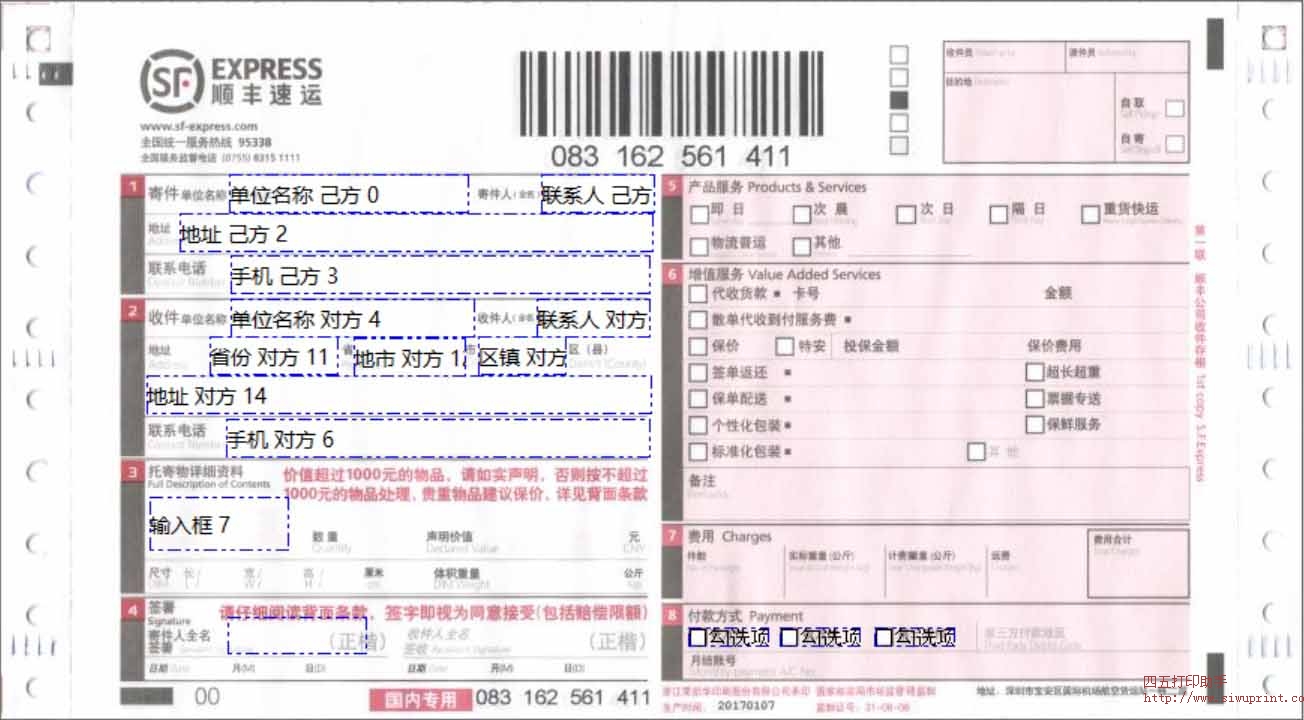 SF EXPRESS
顺丰速运
www.sf-express.com
全国统一服务热线 95338
全国服务监督电话 (0755) 8315 1111
083 162 561 411
收件员
派件员
目的地
自取
自寄
1 寄件 单位名称 单位名称 己方 0 寄件人 联系人 己方
地址 地址 己方 2
联系电话 手机 己方 3
2 收件 单位名称 单位名称 对方 4 收件人 联系人 对方
地址 省份 对方 11 省 地市 对方 1 市 区镇 对方 区(县)
地址 对方 14
联系电话 手机 对方 6
3 托寄物详细资料
Full Description of Contents
价值超过1000元的物品,请如实声明,否则按不超过
1000元的物品处理,贵重物品建议保价,详见背面条款
输入框 7
数量 声明价值 元
Quantity Declared Value CNY
尺寸 长/ 宽/ 高/ 厘米 体积重量 公斤
4 签署
Signature
请仔细阅读背面条款,签字即视为同意接受(包括赔偿限额)
寄件人全名 (正楷) 收件人全名 (正楷)
签署 签收
日期 月(M) 日(D) 日期 月(M) 日(D)
00 国内专用 083 162 561 411
5 产品服务 Products & Services
即日 次晨 次日 隔日 重货快运
物流普运 其他
6 增值服务 Value Added Services
代收货款 卡号 金额
散单代收到付服务费
保价 特安 投保金额 保价费用
签单返还 超长超重
保单配送 票据专送
个性化包装 保鲜服务
标准化包装 其他
备注
7 费用 Charges
件数 实际重量(公斤) 计费重量(公斤) 运费 费用合计
8 付款方式 Payment
勾选项 勾选项 勾选项
月结账号
生产时间: 20170107
第一联 顺丰公司收件存根 1st copy S.F.Express
四五打印助手
http://www.siwuprint.co